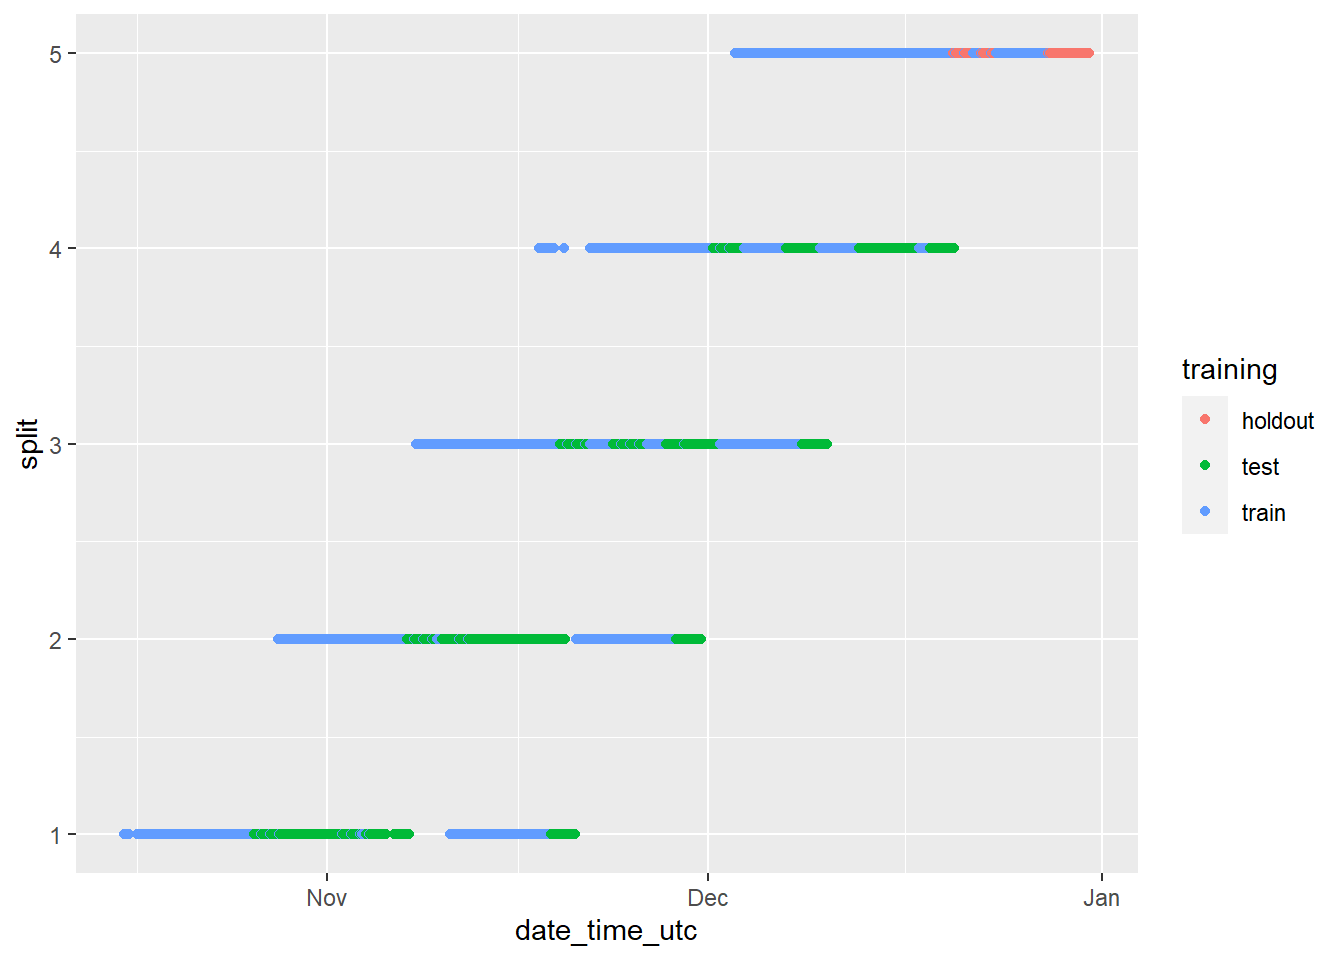 5
4
3
2
1
split
Nov Dec Jan
date_time_utc
training
holdout
test
train